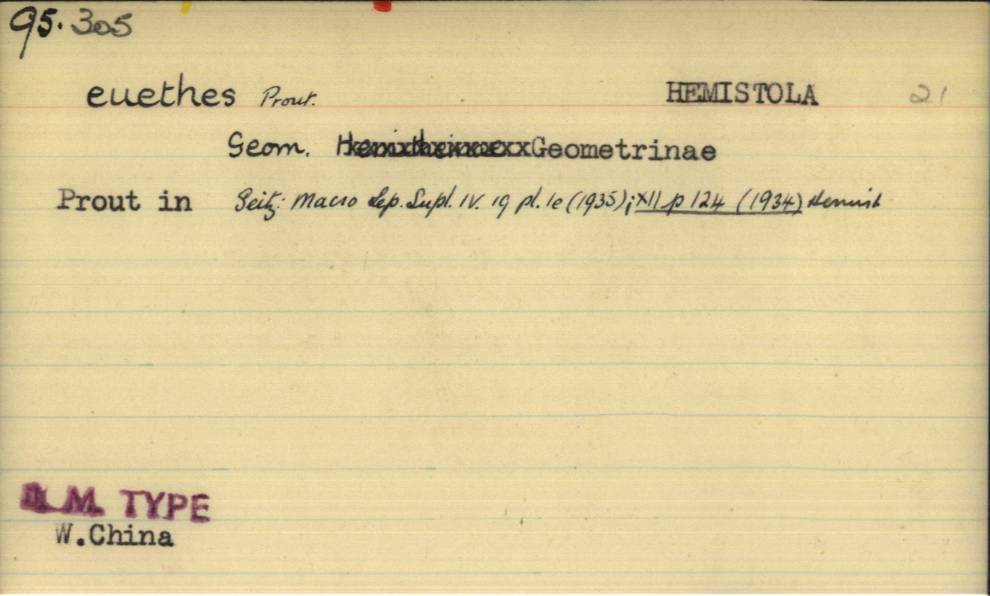 95.305
euethes Prout. HEMISTOLA 21
Geom. Geometrinae
Prout in Seitz: Macro Lep. Supl. IV. 19 pl. 1e (1935); XII p 124 (1934)
B.M. TYPE
W.China